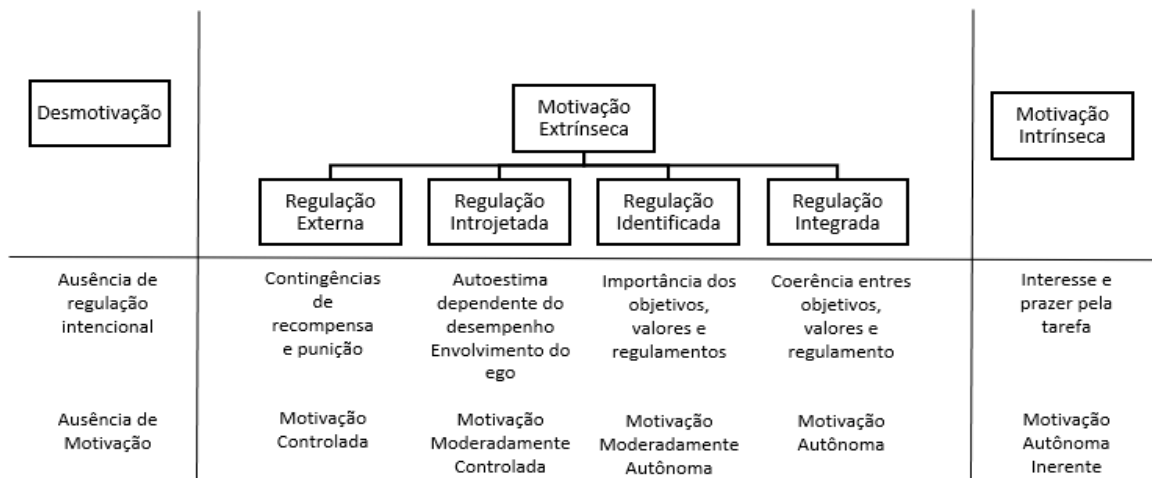 Desmotivação
Motivação
Extrínseca
Motivação
Intrínseca
Regulação
Externa
Regulação
Introjetada
Regulação
Identificada
Regulação
Integrada
Ausência de
regulação
intencional
Contingências
de
recompensa
e punição
Autoestima
dependente do
desempenho
Envolvimento do
ego
Importância dos
objetivos,
valores e
regulamentos
Coerência entres
objetivos,
valores e
regulamento
Interesse e
prazer pela
tarefa
Ausência de
Motivação
Motivação
Controlada
Motivação
Moderadamente
Controlada
Motivação
Moderadamente
Autônoma
Motivação
Autônoma
Motivação
Autônoma
Inerente